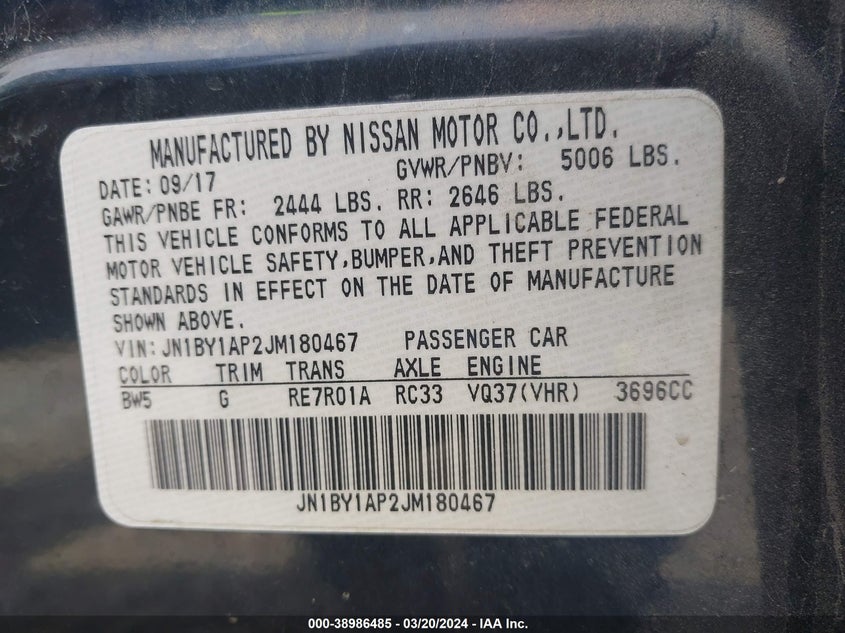 MANUFACTURED BY NISSAN MOTOR CO.,LTD.
DATE: 09/17 GVWR/PNBV: 5006 LBS.
GAWR/PNBE FR: 2444 LBS. RR: 2646 LBS.
THIS VEHICLE CONFORMS TO ALL APPLICABLE FEDERAL
MOTOR VEHICLE SAFETY,BUMPER,AND THEFT PREVENTION
STANDARDS IN EFFECT ON THE DATE OF MANUFACTURE
SHOWN ABOVE.
VIN:JN1BY1AP2JM180467 PASSENGER CAR
COLOR TRIM TRANS AXLE ENGINE
BW5 G RE7R01A RC33 VQ37(VHR) 3696CC
JN1BY1AP2JM180467
000-38986485 - 03/20/2024 - IAA Inc.